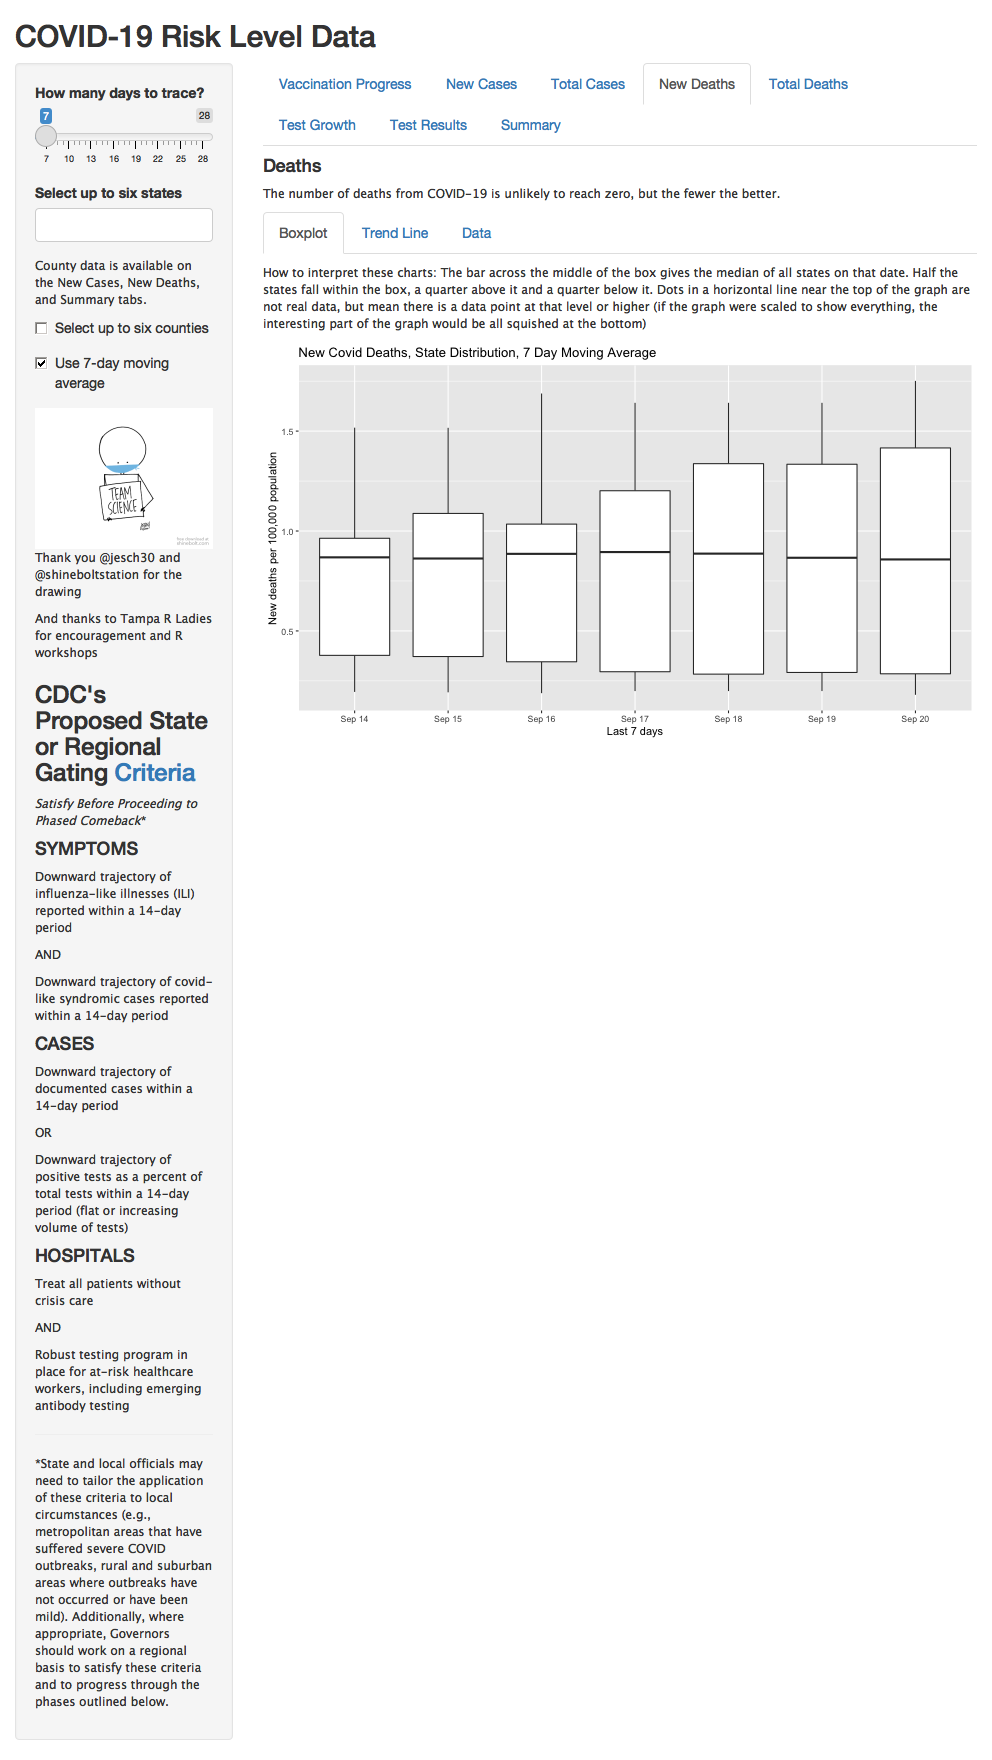 COVID-19 Risk Level Data
How many days to trace?
7 28
7 10 13 16 19 22 25 28
Select up to six states
County data is available on
the New Cases, New Deaths,
and Summary tabs.
Select up to six counties
Use 7-day moving
average
TEAM
SCIENCE
Thank you @jesch30 and
@shineboltstation for the
drawing
And thanks to Tampa R Ladies
for encouragement and R
workshops
CDC's
Proposed State
or Regional
Gating Criteria
Satisfy Before Proceeding to
Phased Comeback*
SYMPTOMS
Downward trajectory of
influenza-like illnesses (ILI)
reported within a 14-day
period
AND
Downward trajectory of covid-
like syndromic cases reported
within a 14-day period
CASES
Downward trajectory of
documented cases within a
14-day period
OR
Downward trajectory of
positive tests as a percent of
total tests within a 14-day
period (flat or increasing
volume of tests)
HOSPITALS
Treat all patients without
crisis care
AND
Robust testing program in
place for at-risk healthcare
workers, including emerging
antibody testing
*State and local officials may
need to tailor the application
of these criteria to local
circumstances (e.g.,
metropolitan areas that have
suffered severe COVID
outbreaks, rural and suburban
areas where outbreaks have
not occurred or have been
mild). Additionally, where
appropriate, Governors
should work on a regional
basis to satisfy these criteria
and to progress through the
phases outlined below.
Vaccination Progress New Cases Total Cases New Deaths Total Deaths
Test Growth Test Results Summary
Deaths
The number of deaths from COVID-19 is unlikely to reach zero, but the fewer the better.
Boxplot Trend Line Data
How to interpret these charts: The bar across the middle of the box gives the median of all states on that date. Half the
states fall within the box, a quarter above it and a quarter below it. Dots in a horizontal line near the top of the graph are
not real data, but mean there is a data point at that level or higher (if the graph were scaled to show everything, the
interesting part of the graph would be all squished at the bottom)
New Covid Deaths, State Distribution, 7 Day Moving Average
New deaths per 100,000 population
1.5
1.0
0.5
Sep 14 Sep 15 Sep 16 Sep 17 Sep 18 Sep 19 Sep 20
Last 7 days